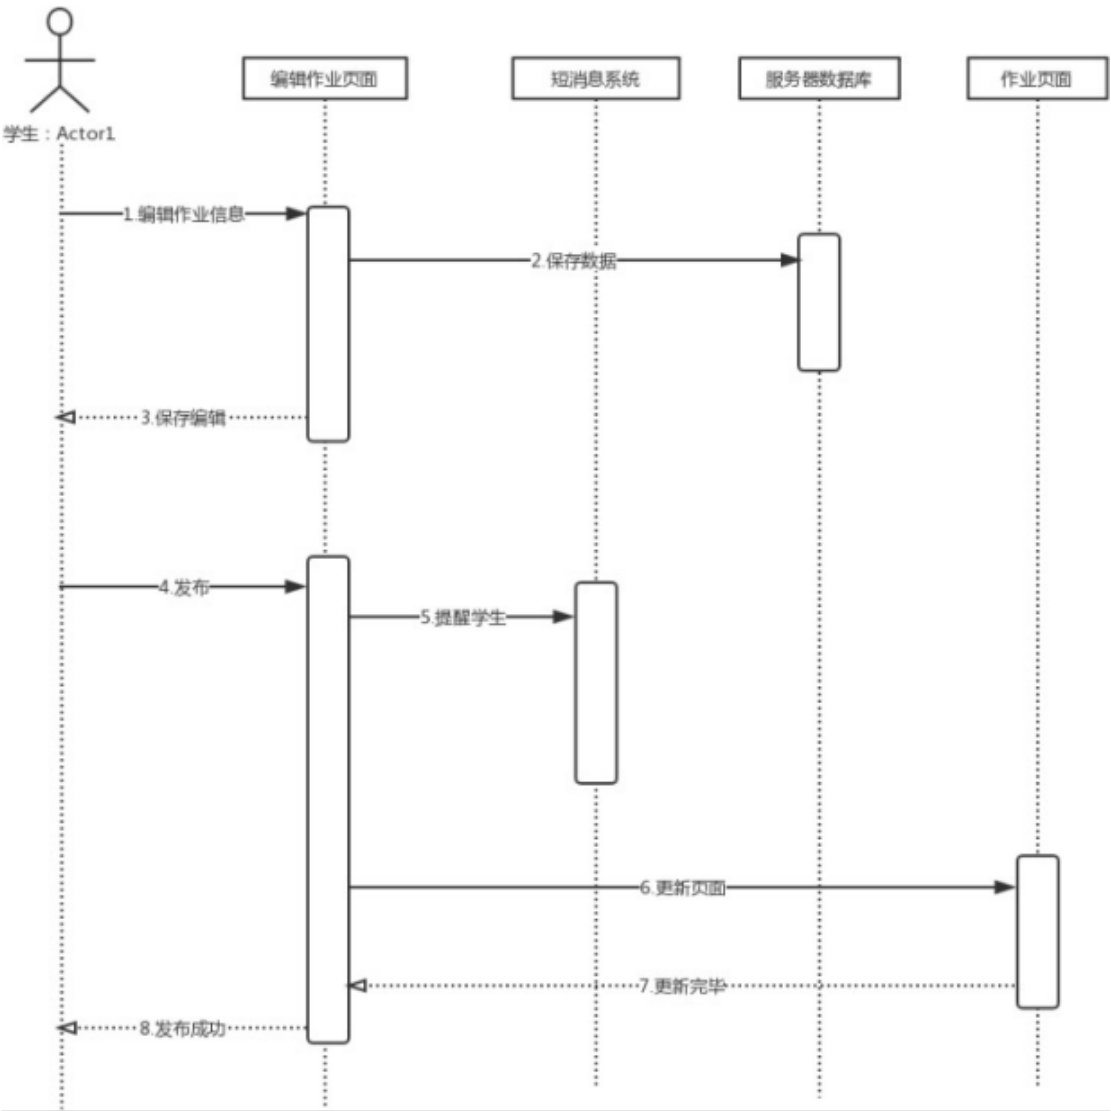 编辑作业页面
短消息系统
服务器数据库
作业页面
学生：Actor1
1.编辑作业信息
2.保存数据
3.保存编辑
4.发布
5.提醒学生
6.更新页面
7.更新完毕
8.发布成功